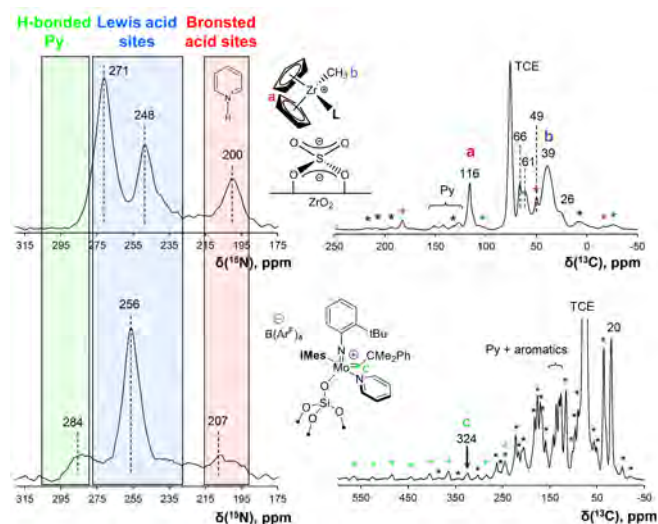 H-bonded Lewis acid Bronsted
Py sites acid sites
271
248
200
N
H
315 295 275 255 235 215 195 175
δ(¹⁵N), ppm
a
Zr
⊕
CH₃b
L
⊖ ⊖
O O
S
O O
ZrO₂
TCE
66 49 b
61 39
a
116
Py
26
250 200 150 100 50 0 -50
δ(¹³C), ppm
256
284
207
315 295 275 255 235 215 195 175
δ(¹⁵N), ppm
⊖
B(Arᶠ)₄
tBu
N
iMes
⊕
CMe₂Ph
Mo
C
N
O
Si
O O O
TCE
Py + aromatics
20
c
324
550 450 350 250 150 50 -50
δ(¹³C), ppm